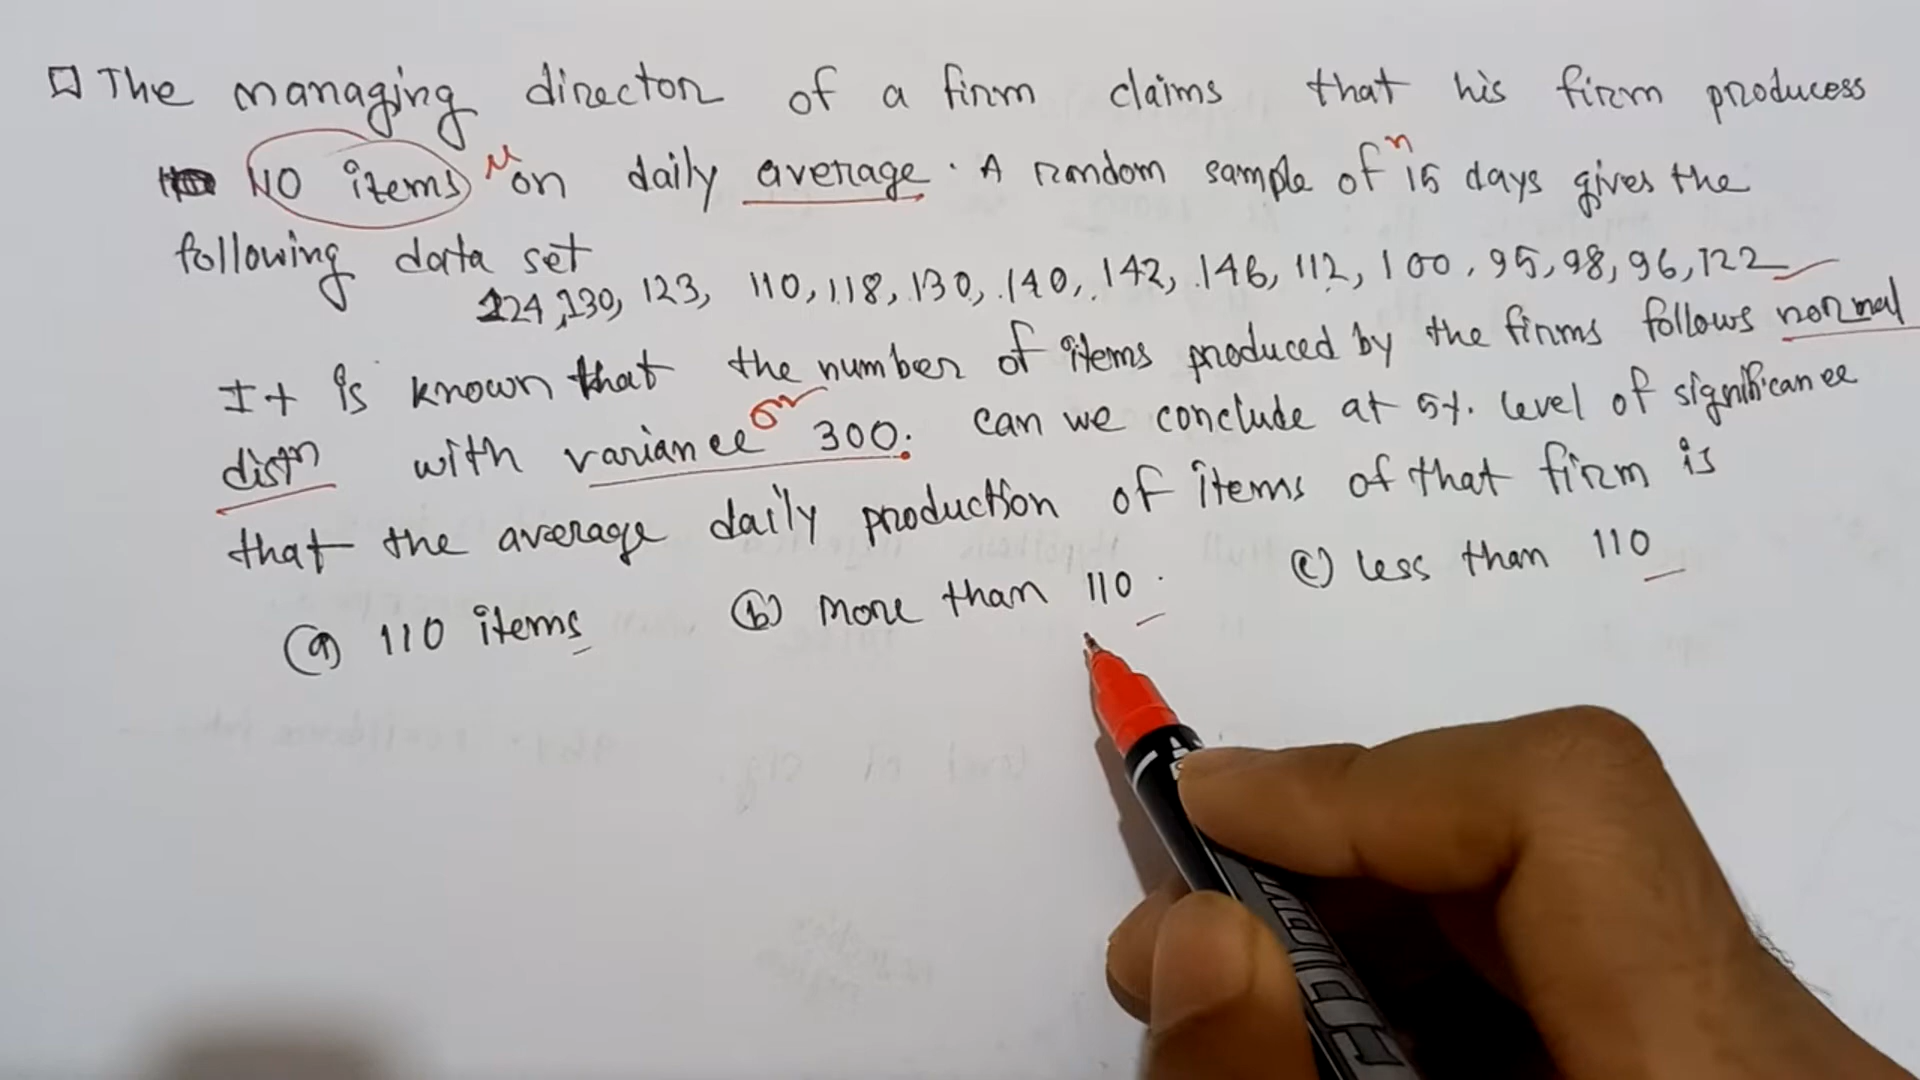 The managing director of a firm claims that his firm producess
110 items μ on daily average. A random sample of n 15 days gives the
following data set
124, 130, 123, 110, 118, 130, 140, 142, 146, 112, 100, 95, 98, 96, 122
It is known that the number of items produced by the firms follows normal
distn with variance σ² 300. can we conclude at 5%. level of significance
that the average daily production of items of that firm is
(a) 110 items (b) more than 110. (c) less than 110